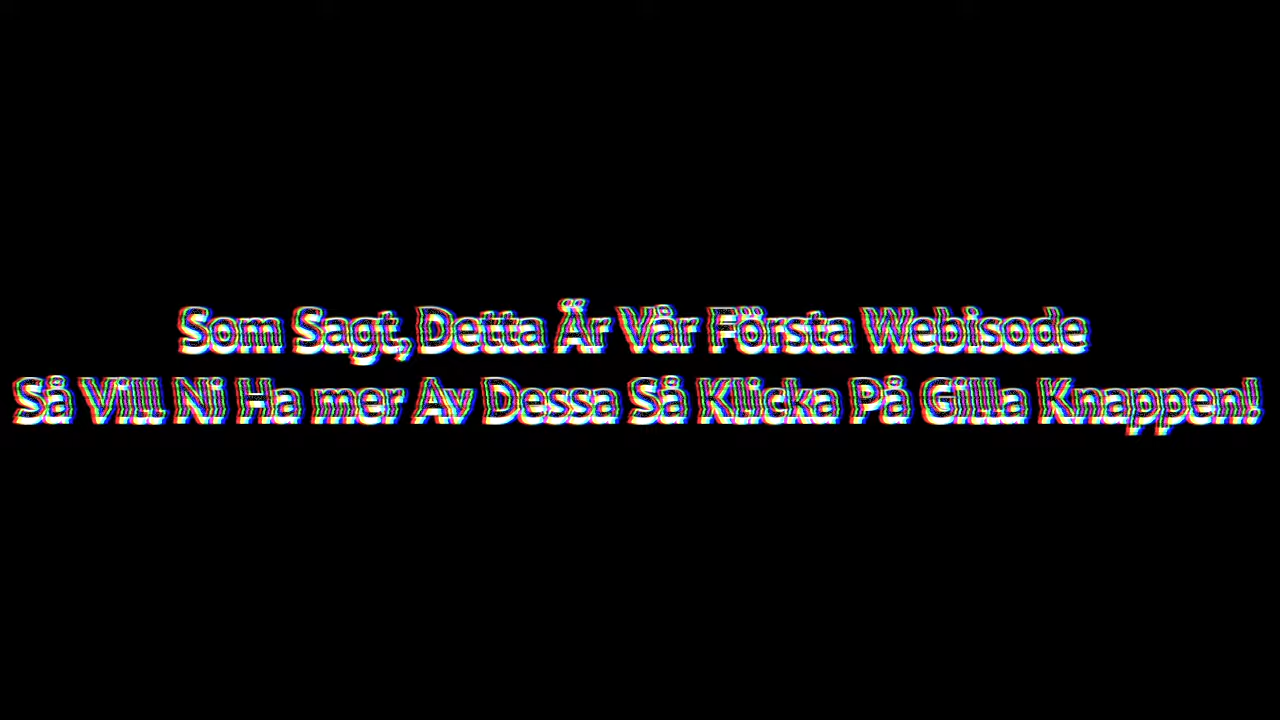 Som Sagt, Detta Är Vår Första Webisode
Så Vill Ni Ha mer Av Dessa Så Klicka På Gilla Knappen!